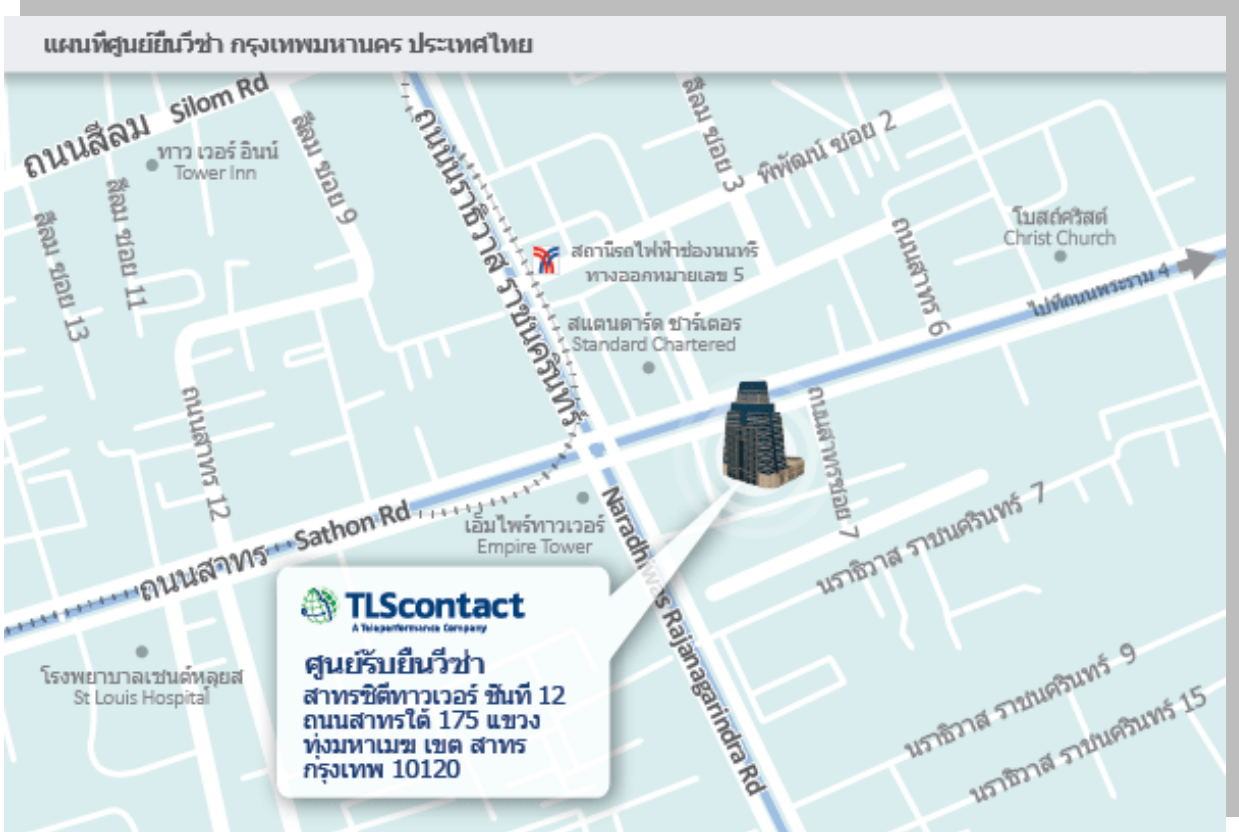 แผนที่ศูนย์ยื่นวีซ่า กรุงเทพมหานคร ประเทศไทย
ถนนสีลม Silom Rd
ทาว เวอร์ อินน์
Tower Inn
สีลม ซอย 9
สีลม ซอย 11
สีลม ซอย 13
ถนนนราธิวาส ราชนครินทร์
สีลม ซอย 3
พิพัฒน์ ซอย 2
สถานีรถไฟฟ้าช่องนนทรี
ทางออกหมายเลข 5
โบสถ์คริสต์
Christ Church
ถนนสาทร 6
ไปที่ถนนพระราม 4
สแตนดาร์ด ชาร์เตอร
Standard Chartered
ถนนสาทร 12
ถนนสาทรซอย 7
เอ็มไพร์ทาวเวอร์
Empire Tower
ถนนสาทร Sathon Rd
Naradhiwas Rajanagarindra Rd
นราธิวาส ราชนครินทร์ 7
นราธิวาส ราชนครินทร์ 9
นราธิวาส ราชนครินทร์ 15
โรงพยาบาลเซนต์หลุยส
St Louis Hospital
TLScontact
A Teleperformance Company
ศูนย์รับยื่นวีซ่า
สาทรซิตี้ทาวเวอร์ ชั้นที่ 12
ถนนสาทรใต้ 175 แขวง
ทุ่งมหาเมฆ เขต สาทร
กรุงเทพ 10120